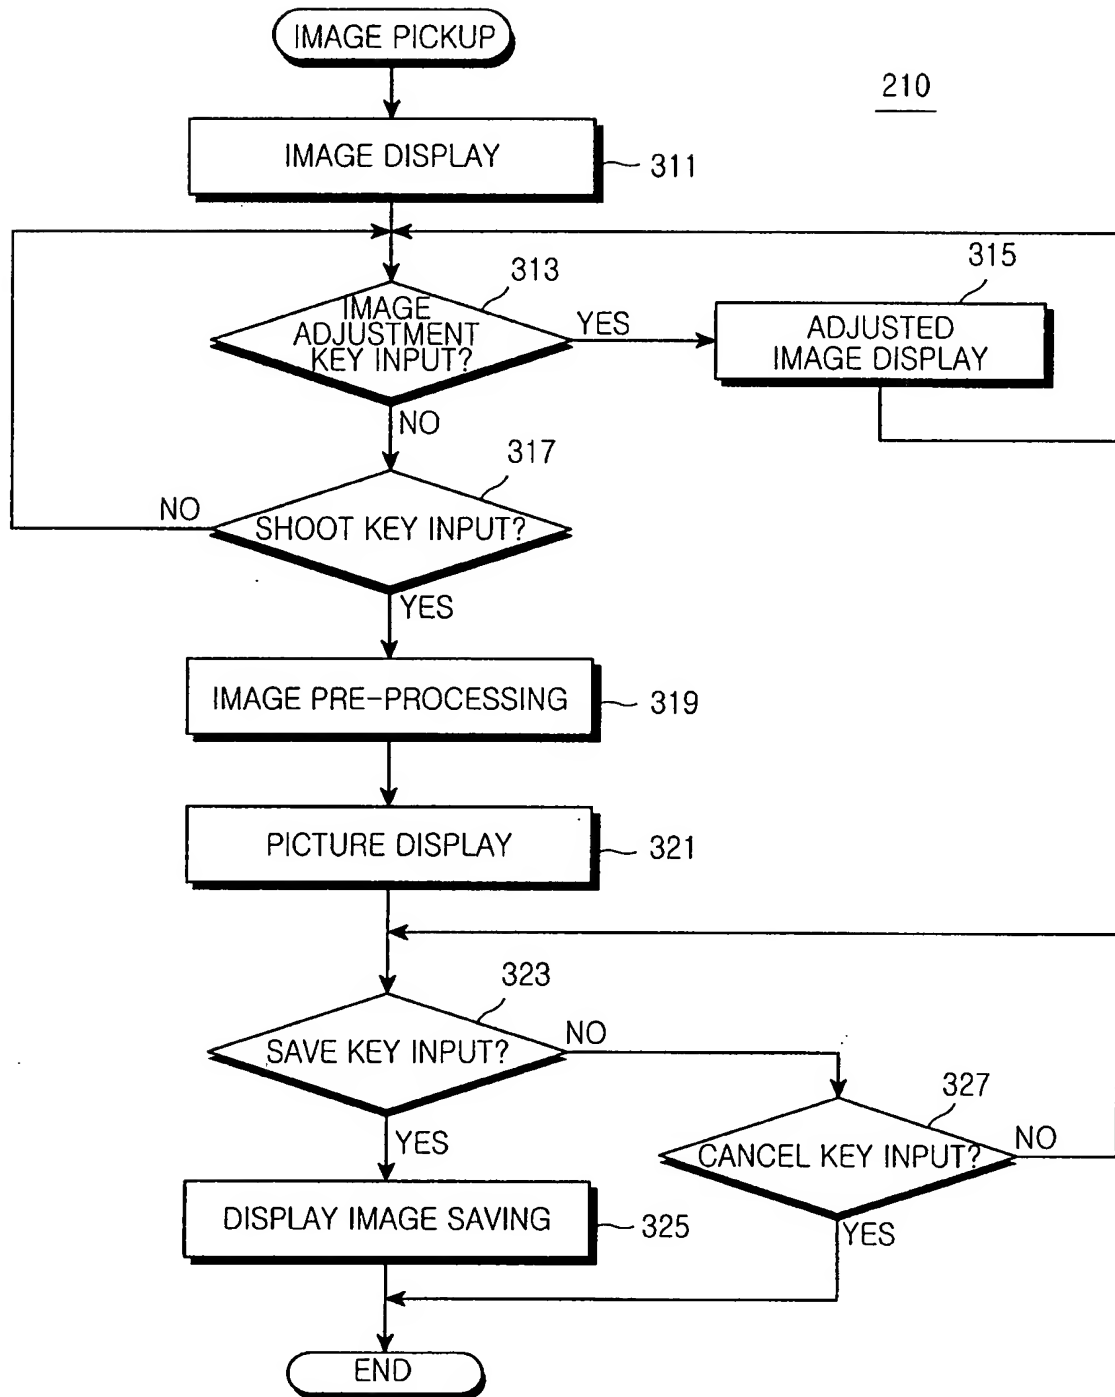 IMAGE PICKUP
210
IMAGE DISPLAY
311
313
IMAGE
ADJUSTMENT
KEY INPUT?
YES
315
ADJUSTED
IMAGE DISPLAY
NO
317
NO
SHOOT KEY INPUT?
YES
IMAGE PRE-PROCESSING
319
PICTURE DISPLAY
321
323
SAVE KEY INPUT?
NO
327
YES
CANCEL KEY INPUT?
NO
DISPLAY IMAGE SAVING
325
YES
END